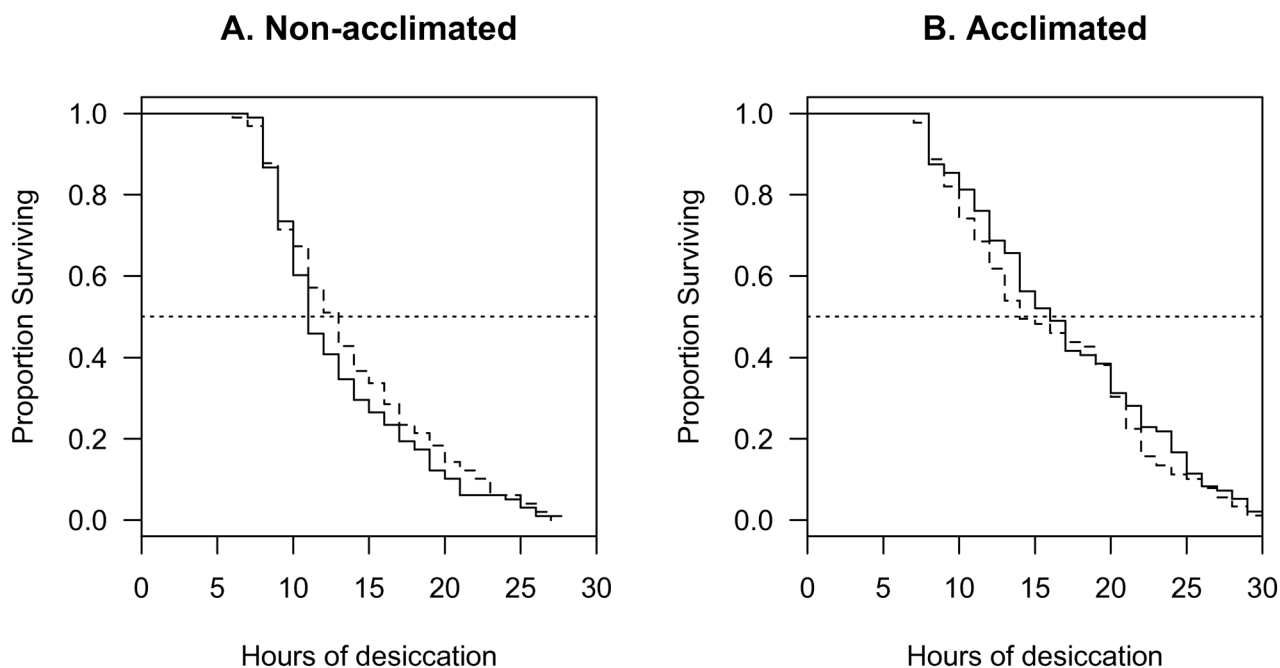 A. Non-acclimated
Proportion Surviving
1.0
0.8
0.6
0.4
0.2
0.0
0 5 10 15 20 25 30
Hours of desiccation
B. Acclimated
Proportion Surviving
1.0
0.8
0.6
0.4
0.2
0.0
0 5 10 15 20 25 30
Hours of desiccation